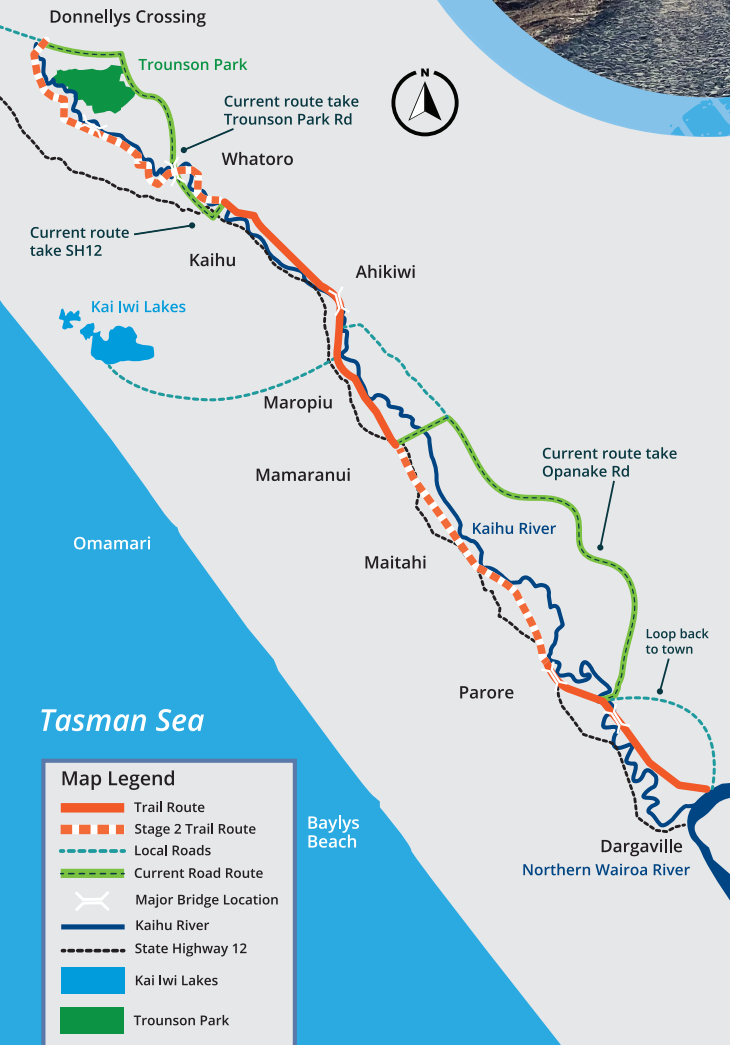 Donnellys Crossing
Trounson Park
N
Current route take
Trounson Park Rd
Whatoro
Current route
take SH12
Kaihu
Ahikiwi
Kai Iwi Lakes
Maropiu
Mamaranui
Current route take
Opanake Rd
Kaihu River
Omamari
Maitahi
Loop back
to town
Parore
Tasman Sea
Baylys
Beach
Dargaville
Northern Wairoa River
Map Legend
Trail Route
Stage 2 Trail Route
Local Roads
Current Road Route
Major Bridge Location
Kaihu River
State Highway 12
Kai Iwi Lakes
Trounson Park